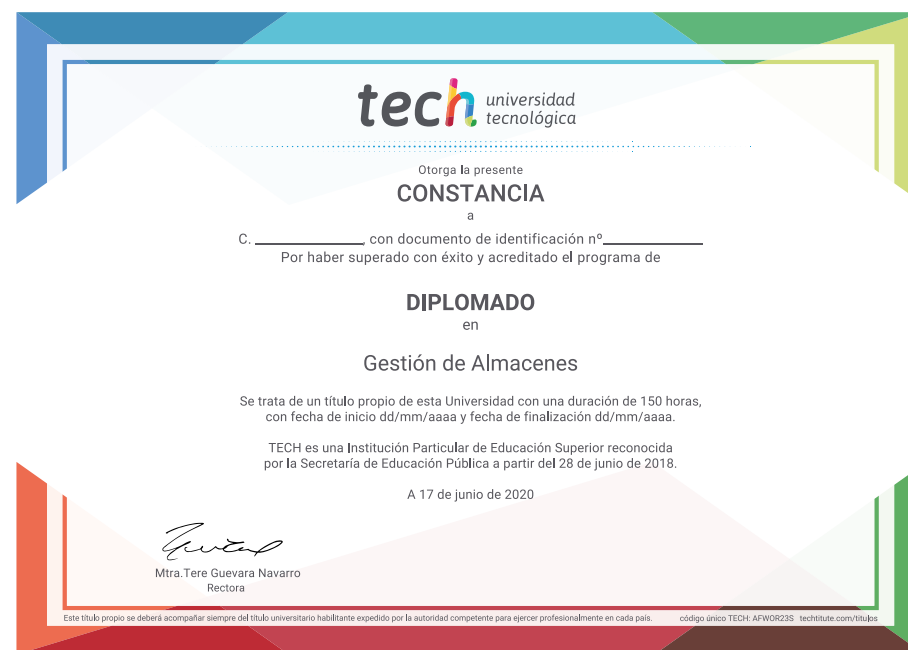 tech universidad
tecnológica
Otorga la presente
CONSTANCIA
a
C. ______________, con documento de identificación nº_____________
Por haber superado con éxito y acreditado el programa de
DIPLOMADO
en
Gestión de Almacenes
Se trata de un título propio de esta Universidad con una duración de 150 horas,
con fecha de inicio dd/mm/aaaa y fecha de finalización dd/mm/aaaa.
TECH es una Institución Particular de Educación Superior reconocida
por la Secretaría de Educación Pública a partir del 28 de junio de 2018.
A 17 de junio de 2020
Mtra.Tere Guevara Navarro
Rectora
Este título propio se deberá acompañar siempre del título universitario habilitante expedido por la autoridad competente para ejercer profesionalmente en cada país. código único TECH: AFWOR23S techtitute.com/titulos